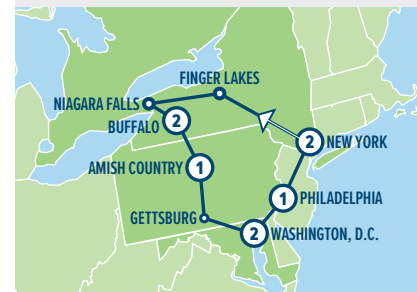 FINGER LAKES
NIAGARA FALLS
2
BUFFALO
2
NEW YORK
AMISH COUNTRY
1
1
PHILADELPHIA
GETTSBURG
2
WASHINGTON, D.C.